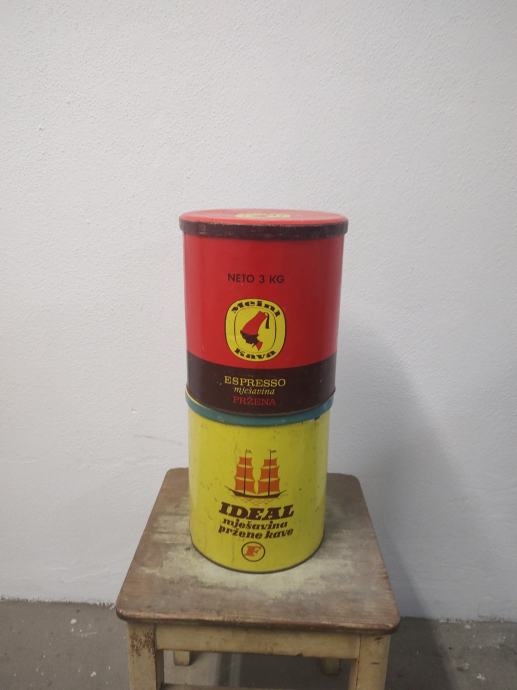 NETO 3 KG
Meinl
kava
ESPRESSO
mješavina
PRŽENA
IDEAL
mješavina
pržene kave
F